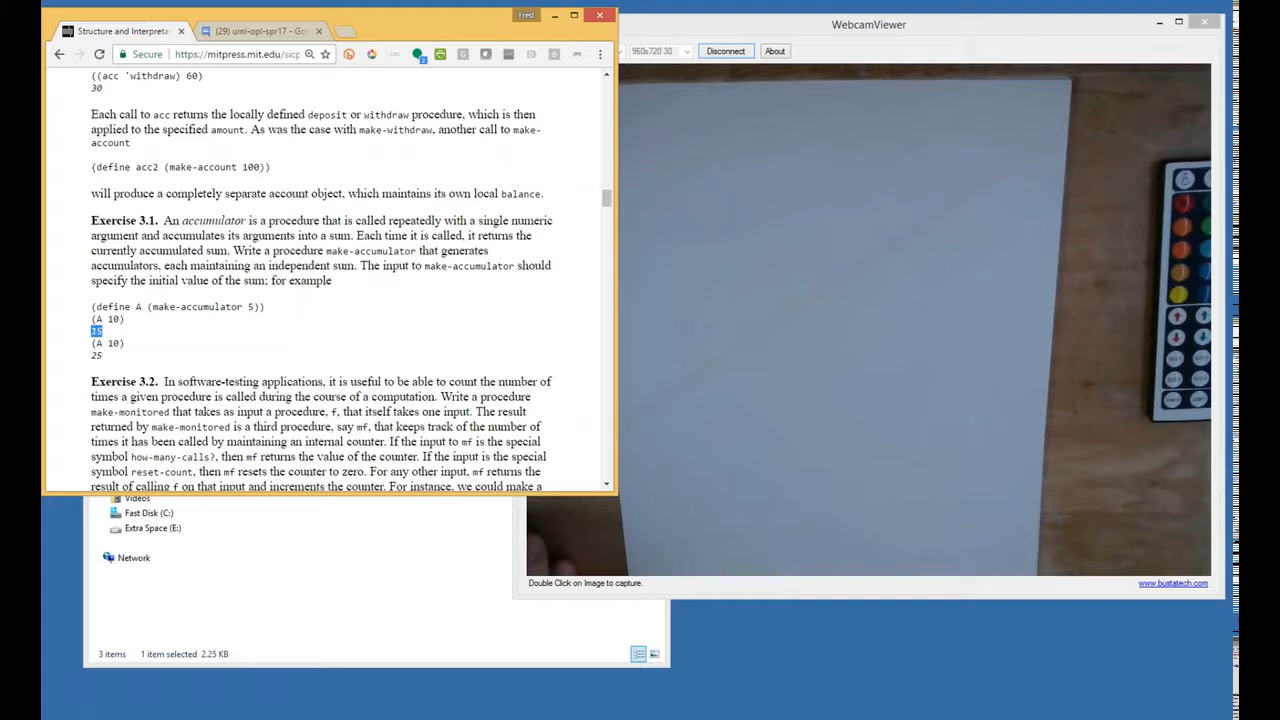 Fred
Structure and Interpreta
(29) uml-opl-spr17 - Go
Secure
https://mitpress.mit.edu/sicp
((acc 'withdraw) 60)
30
Each call to acc returns the locally defined deposit or withdraw procedure, which is then
applied to the specified amount. As was the case with make-withdraw, another call to make-
account
(define acc2 (make-account 100))
will produce a completely separate account object, which maintains its own local balance.
Exercise 3.1. An accumulator is a procedure that is called repeatedly with a single numeric
argument and accumulates its arguments into a sum. Each time it is called, it returns the
currently accumulated sum. Write a procedure make-accumulator that generates
accumulators, each maintaining an independent sum. The input to make-accumulator should
specify the initial value of the sum; for example
(define A (make-accumulator 5))
(A 10)
15
(A 10)
25
Exercise 3.2. In software-testing applications, it is useful to be able to count the number of
times a given procedure is called during the course of a computation. Write a procedure
make-monitored that takes as input a procedure, f, that itself takes one input. The result
returned by make-monitored is a third procedure, say mf, that keeps track of the number of
times it has been called by maintaining an internal counter. If the input to mf is the special
symbol how-many-calls?, then mf returns the value of the counter. If the input is the special
symbol reset-count, then mf resets the counter to zero. For any other input, mf returns the
result of calling f on that input and increments the counter. For instance, we could make a
Videos
Fast Disk (C:)
Extra Space (E:)
Network
3 items
1 item selected 2.25 KB
WebcamViewer
960x720 30
Disconnect
About
Double Click on Image to capture.
www.bustatech.com